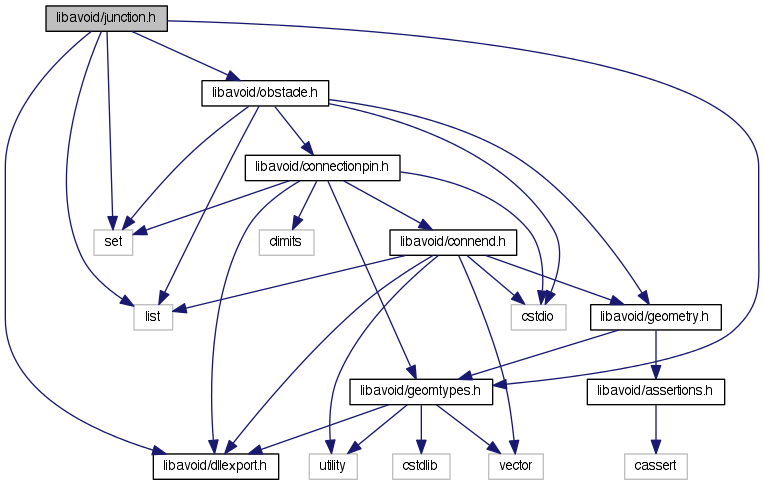 libavoid/junction.h
libavoid/obstacle.h
libavoid/connectionpin.h
set
climits
libavoid/connend.h
list
cstdio
libavoid/geometry.h
libavoid/geomtypes.h
libavoid/assertions.h
libavoid/dllexport.h
utility
cstdlib
vector
cassert